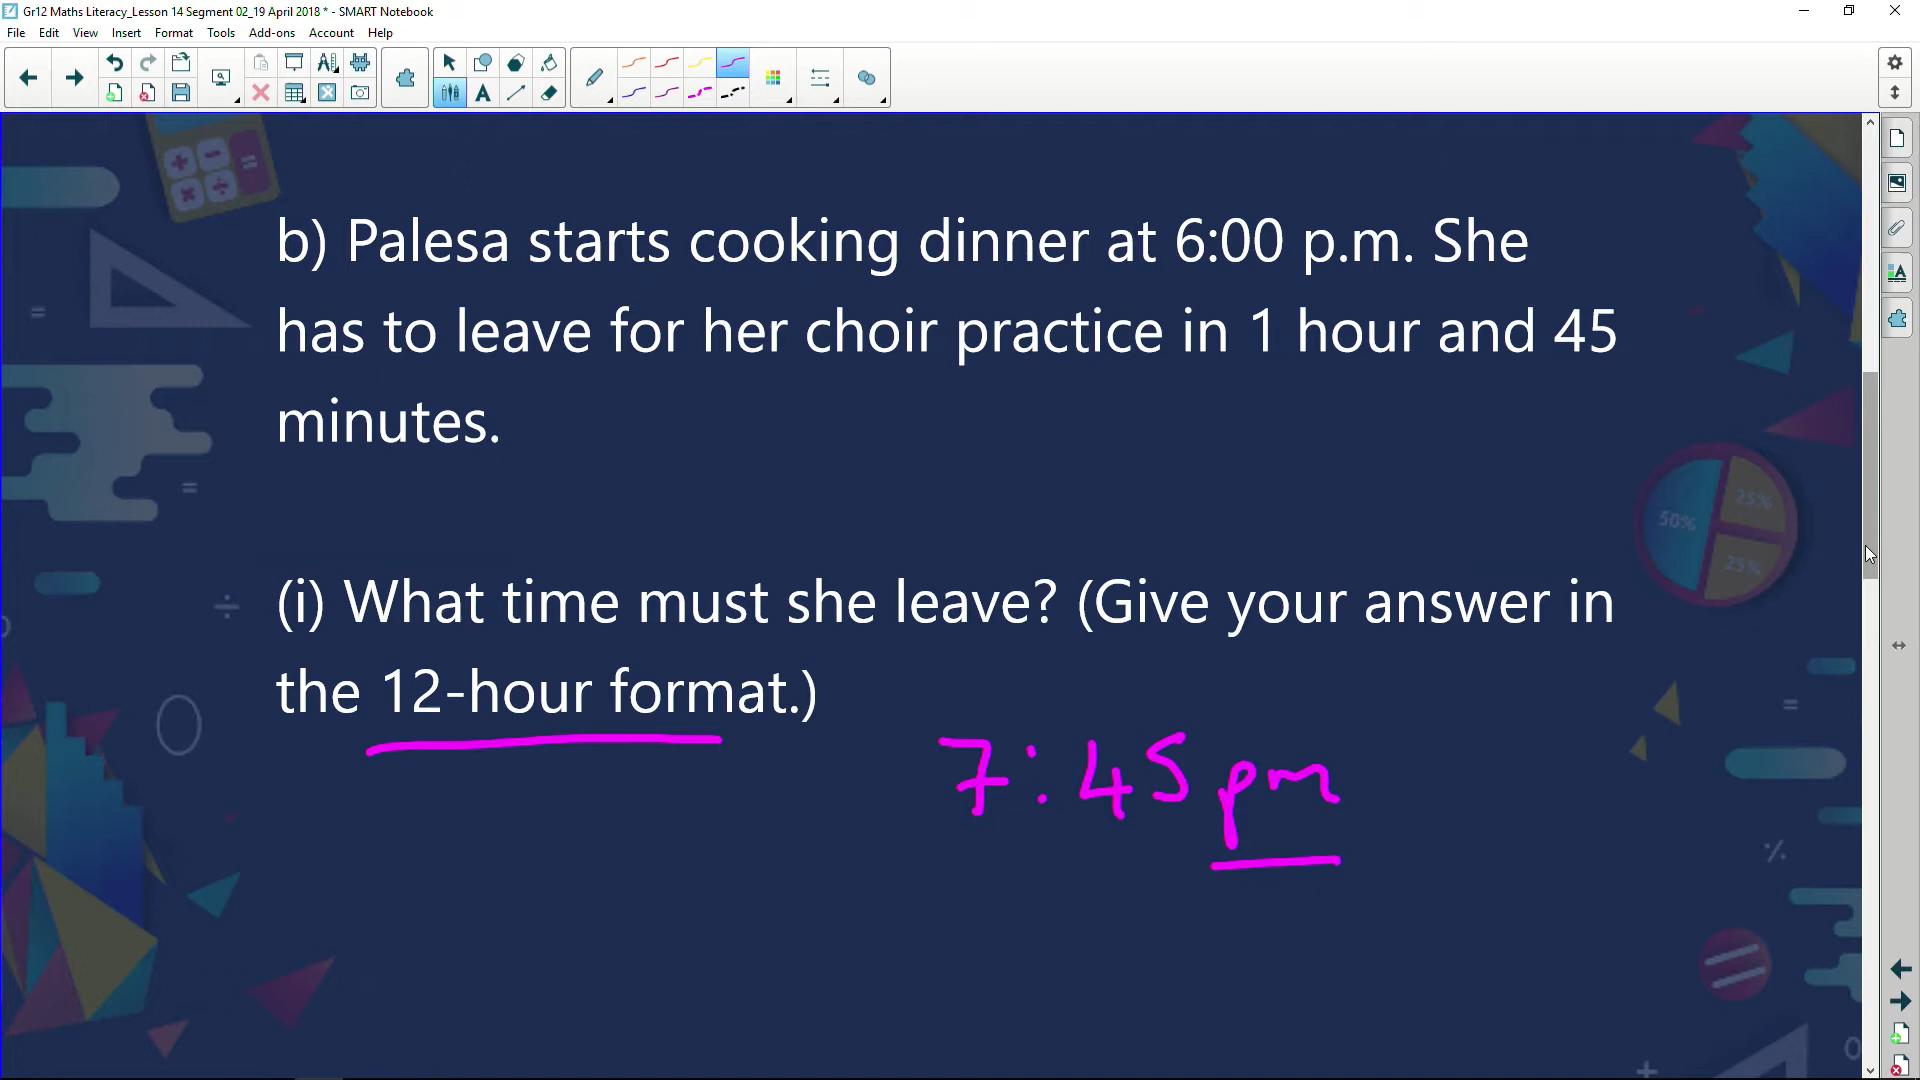 Gr12 Maths Literacy_Lesson 14 Segment 02_19 April 2018 * - SMART Notebook
File Edit View Insert Format Tools Add-ons Account Help
b) Palesa starts cooking dinner at 6:00 p.m. She
has to leave for her choir practice in 1 hour and 45
minutes.
50% 25%
25%
(i) What time must she leave? (Give your answer in
the 12-hour format.)
7:45 pm